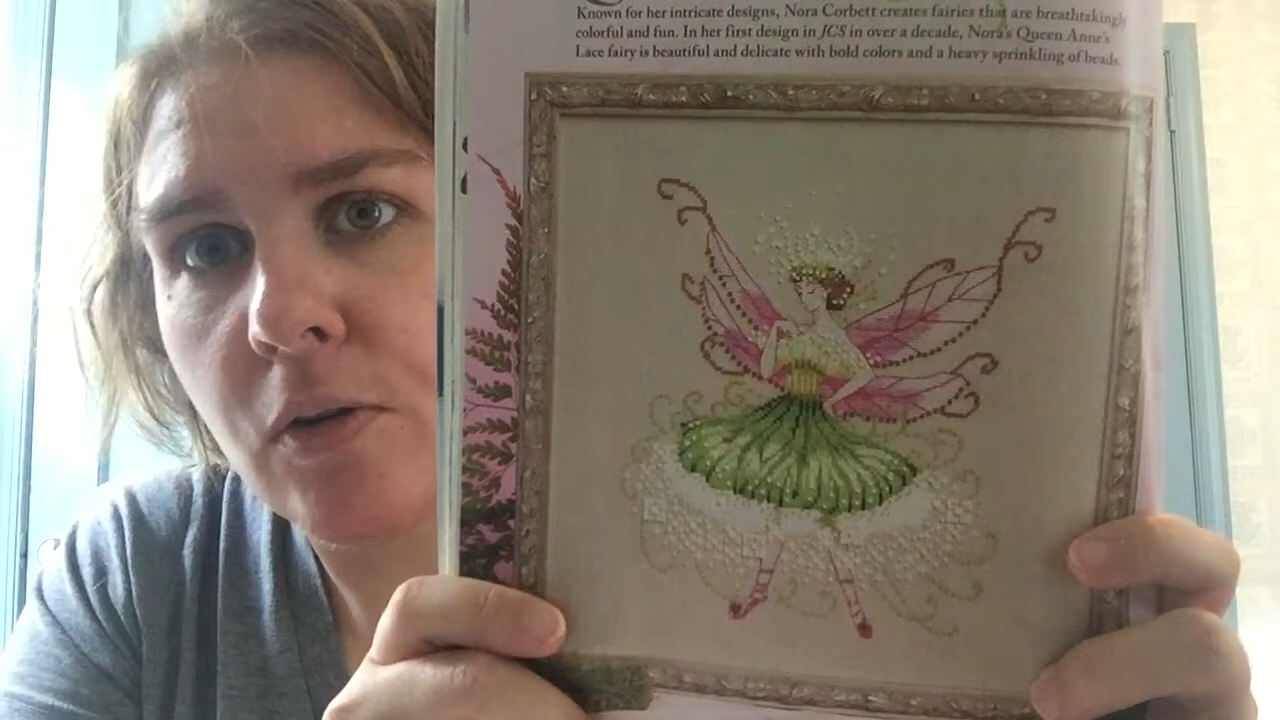 Known for her intricate designs, Nora Corbett creates fairies that are breathtakingly
colorful and fun. In her first design in JCS in over a decade, Nora's Queen Anne's
Lace fairy is beautiful and delicate with bold colors and a heavy sprinkling of beads.